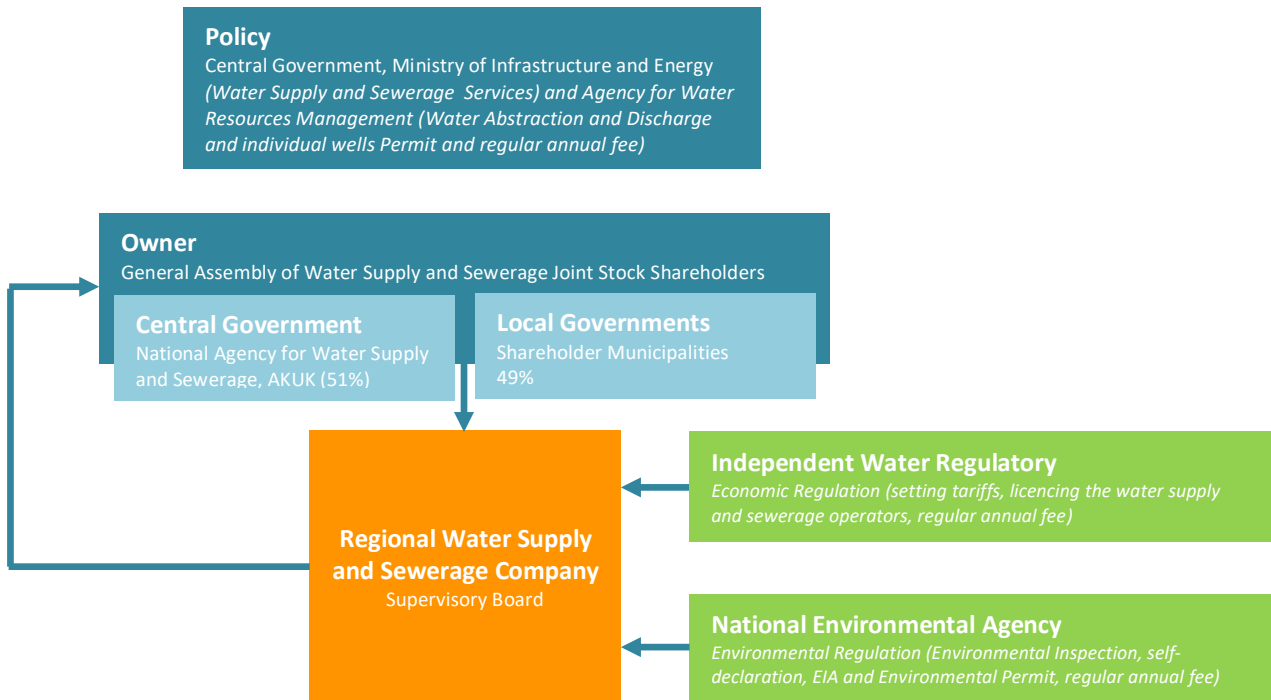 Policy
Central Government, Ministry of Infrastructure and Energy
(Water Supply and Sewerage Services) and Agency for Water
Resources Management (Water Abstraction and Discharge
and individual wells Permit and regular annual fee)
Owner
General Assembly of Water Supply and Sewerage Joint Stock Shareholders
Central Government
National Agency for Water Supply
and Sewerage, AKUK (51%)
Local Governments
Shareholder Municipalities
49%
Regional Water Supply
and Sewerage Company
Supervisory Board
Independent Water Regulatory
Economic Regulation (setting tariffs, licencing the water supply
and sewerage operators, regular annual fee)
National Environmental Agency
Environmental Regulation (Environmental Inspection, self-
declaration, EIA and Environmental Permit, regular annual fee)